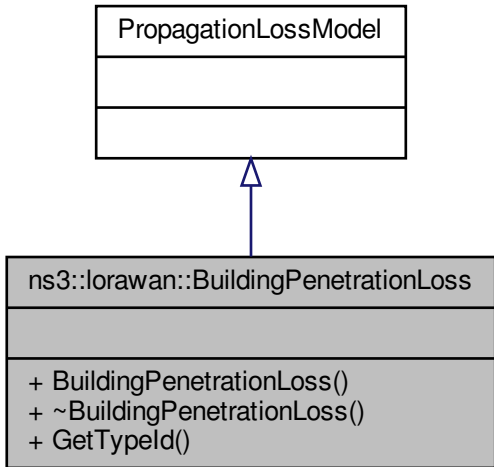 PropagationLossModel
ns3::lorawan::BuildingPenetrationLoss
+ BuildingPenetrationLoss()
+ ~BuildingPenetrationLoss()
+ GetTypeId()